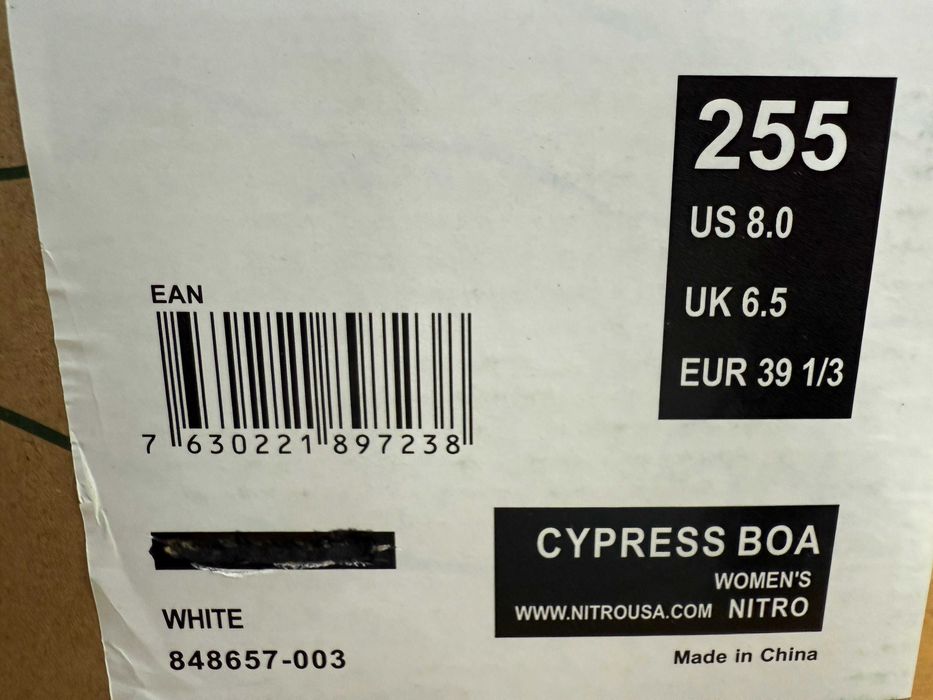 255
US 8.0
UK 6.5
EUR 39 1/3
EAN
7 630221 897238
WHITE
848657-003
CYPRESS BOA
WOMEN'S
WWW.NITROUSA.COM NITRO
Made in China